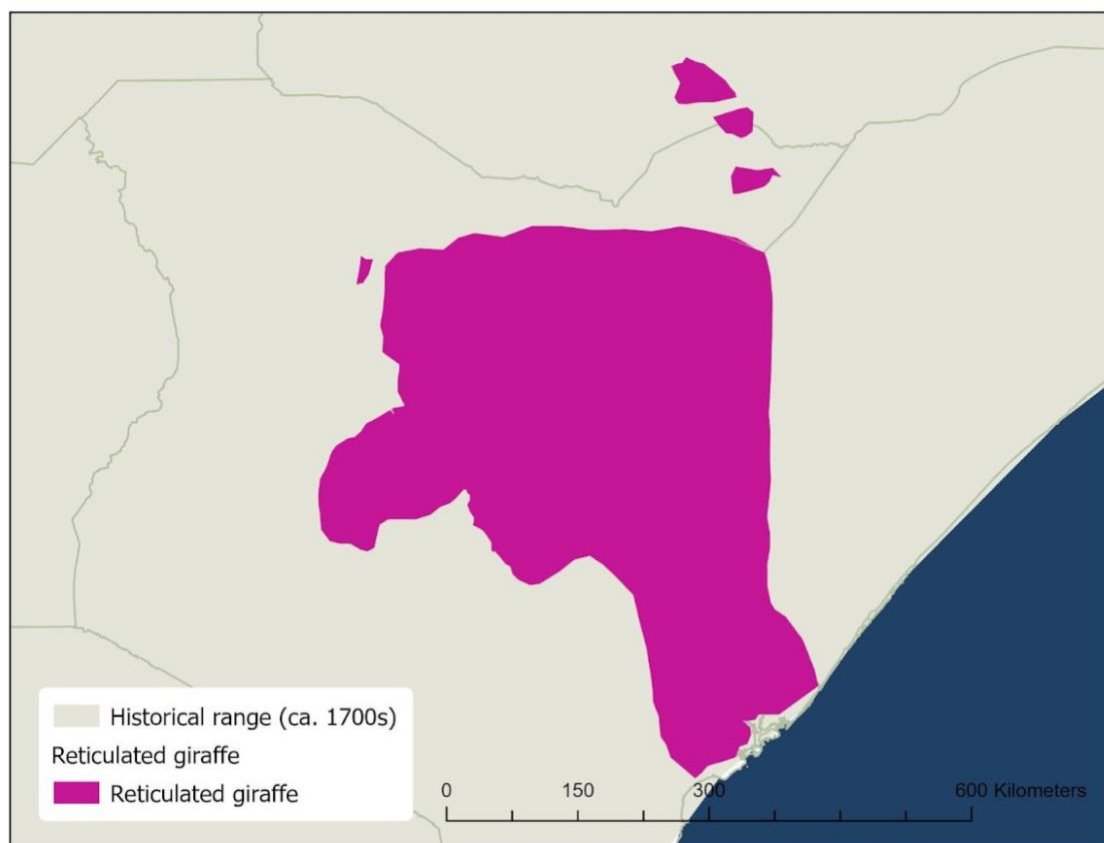 Historical range (ca. 1700s)
Reticulated giraffe
Reticulated giraffe
0 150 300 600 Kilometers